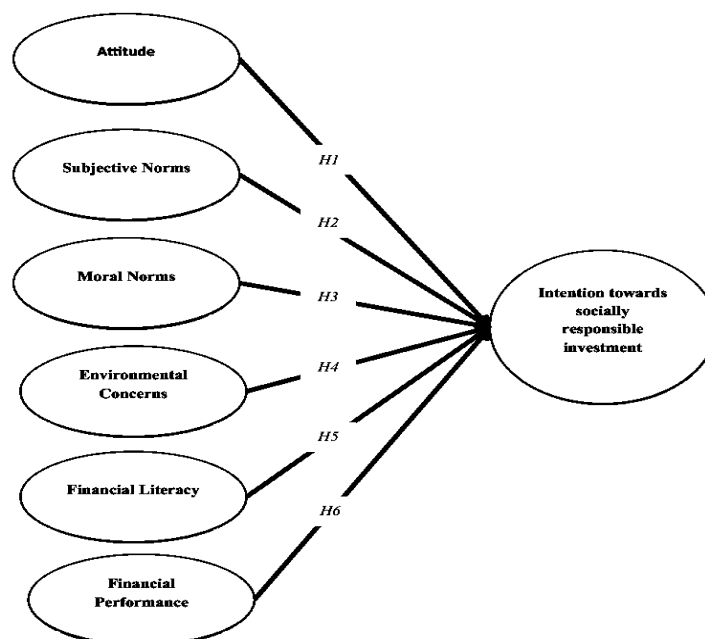 Attitude
H1
Subjective Norms
H2
Moral Norms
H3
Intention towards
socially
responsible
investment
Environmental
Concerns
H4
Financial Literacy
H5
Financial
Performance
H6